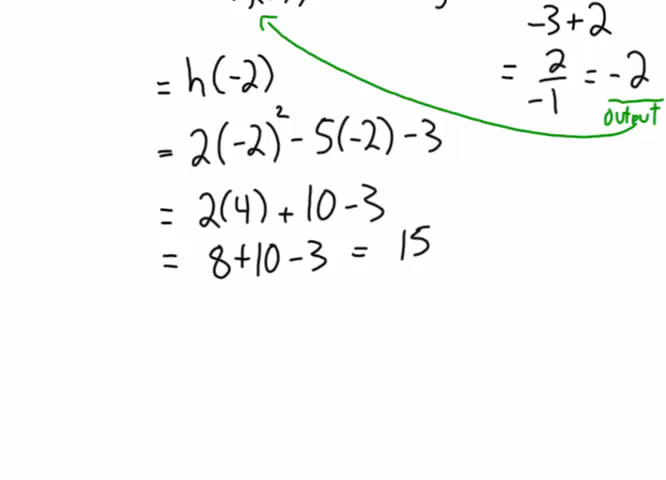 -3+2
= h(-2)
= 2/-1 = -2
output
= 2(-2)² - 5(-2) - 3
= 2(4) + 10 - 3
= 8+10-3 = 15